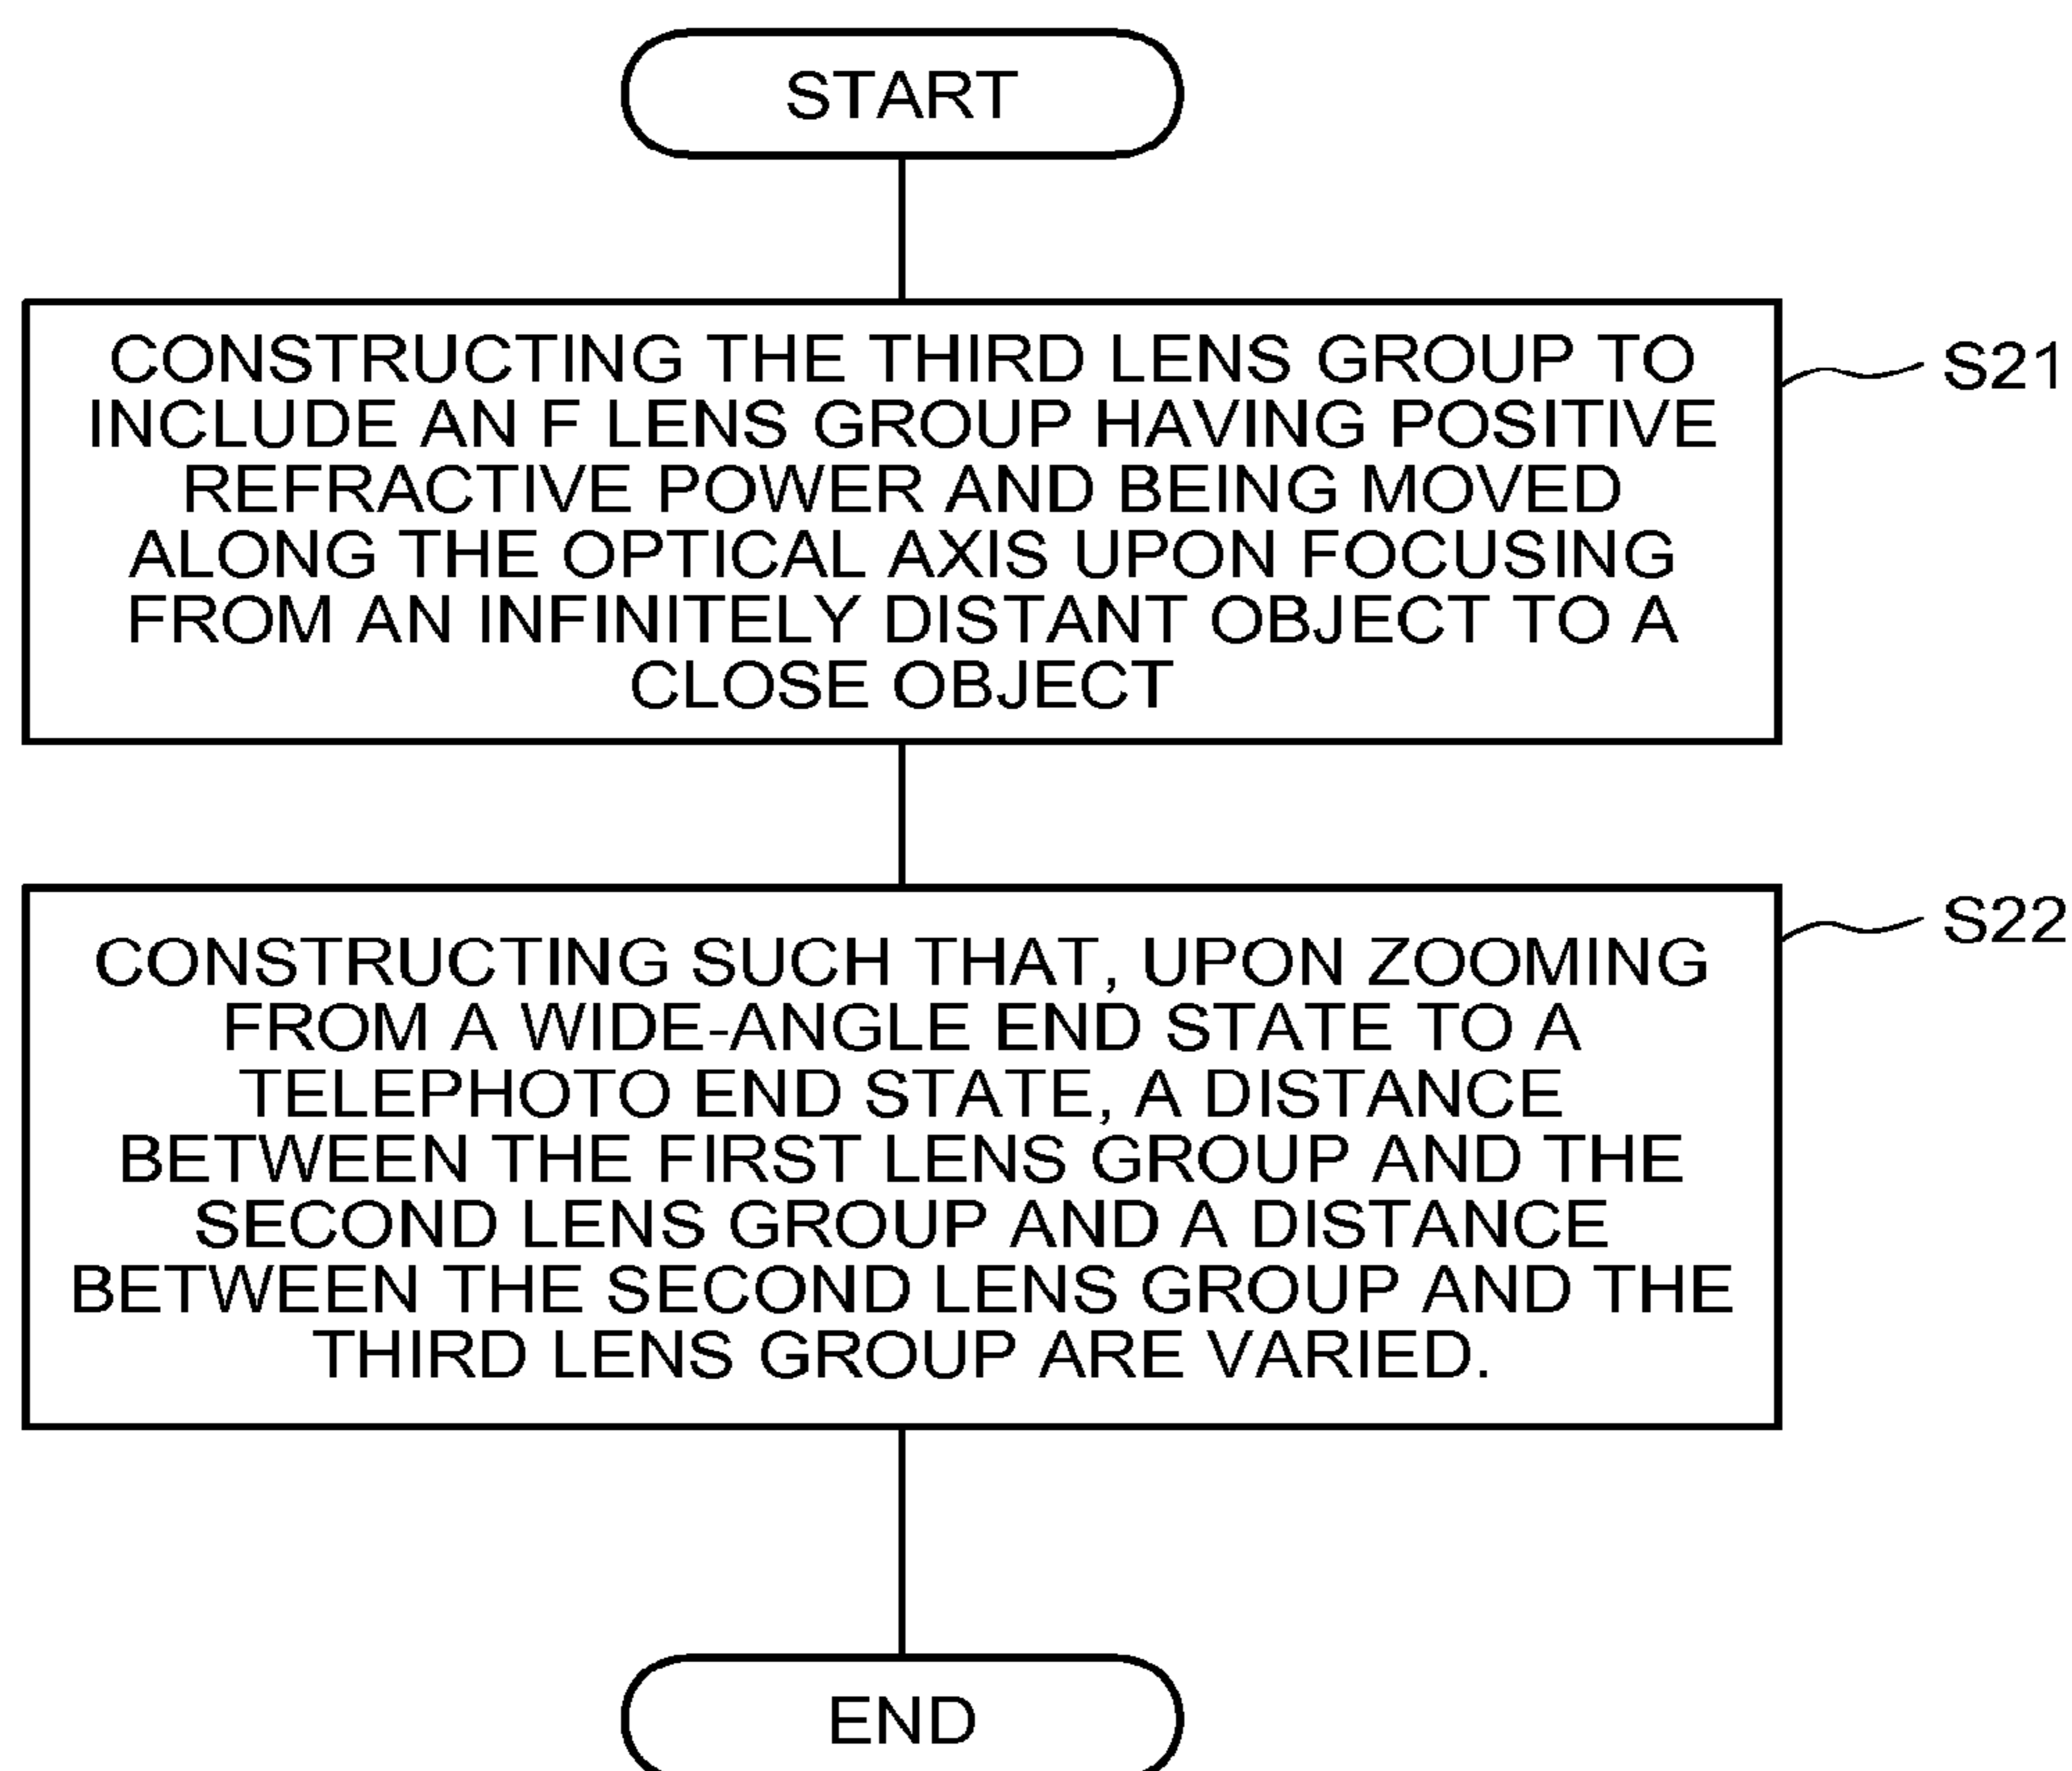 START
CONSTRUCTING THE THIRD LENS GROUP TO
INCLUDE AN F LENS GROUP HAVING POSITIVE
REFRACTIVE POWER AND BEING MOVED
ALONG THE OPTICAL AXIS UPON FOCUSING
FROM AN INFINITELY DISTANT OBJECT TO A
CLOSE OBJECT
S21
CONSTRUCTING SUCH THAT, UPON ZOOMING
FROM A WIDE-ANGLE END STATE TO A
TELEPHOTO END STATE, A DISTANCE
BETWEEN THE FIRST LENS GROUP AND THE
SECOND LENS GROUP AND A DISTANCE
BETWEEN THE SECOND LENS GROUP AND THE
THIRD LENS GROUP ARE VARIED.
S22
END